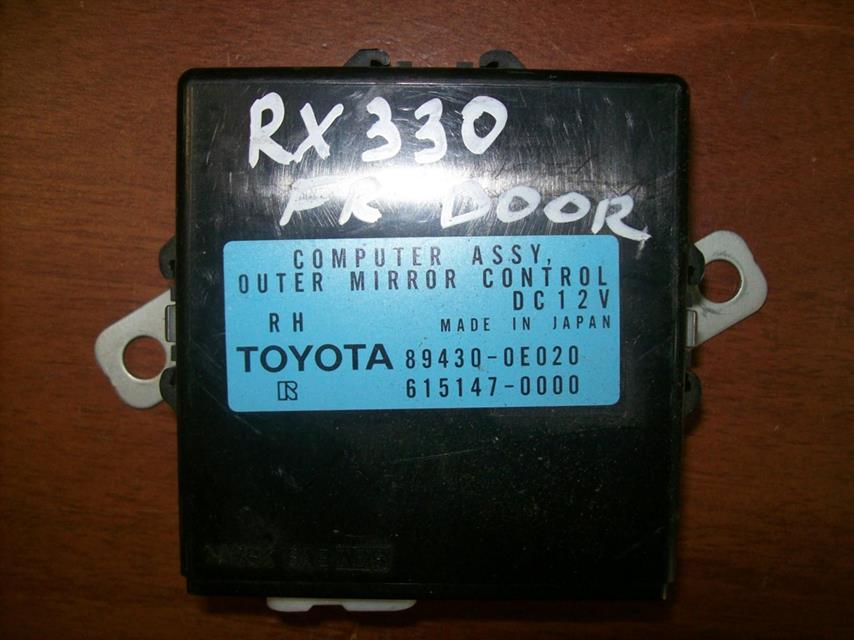 RX 330
FR DOOR
COMPUTER ASSY,
OUTER MIRROR CONTROL
DC12V
RH MADE IN JAPAN
TOYOTA 89430-0E020
R 615147-0000